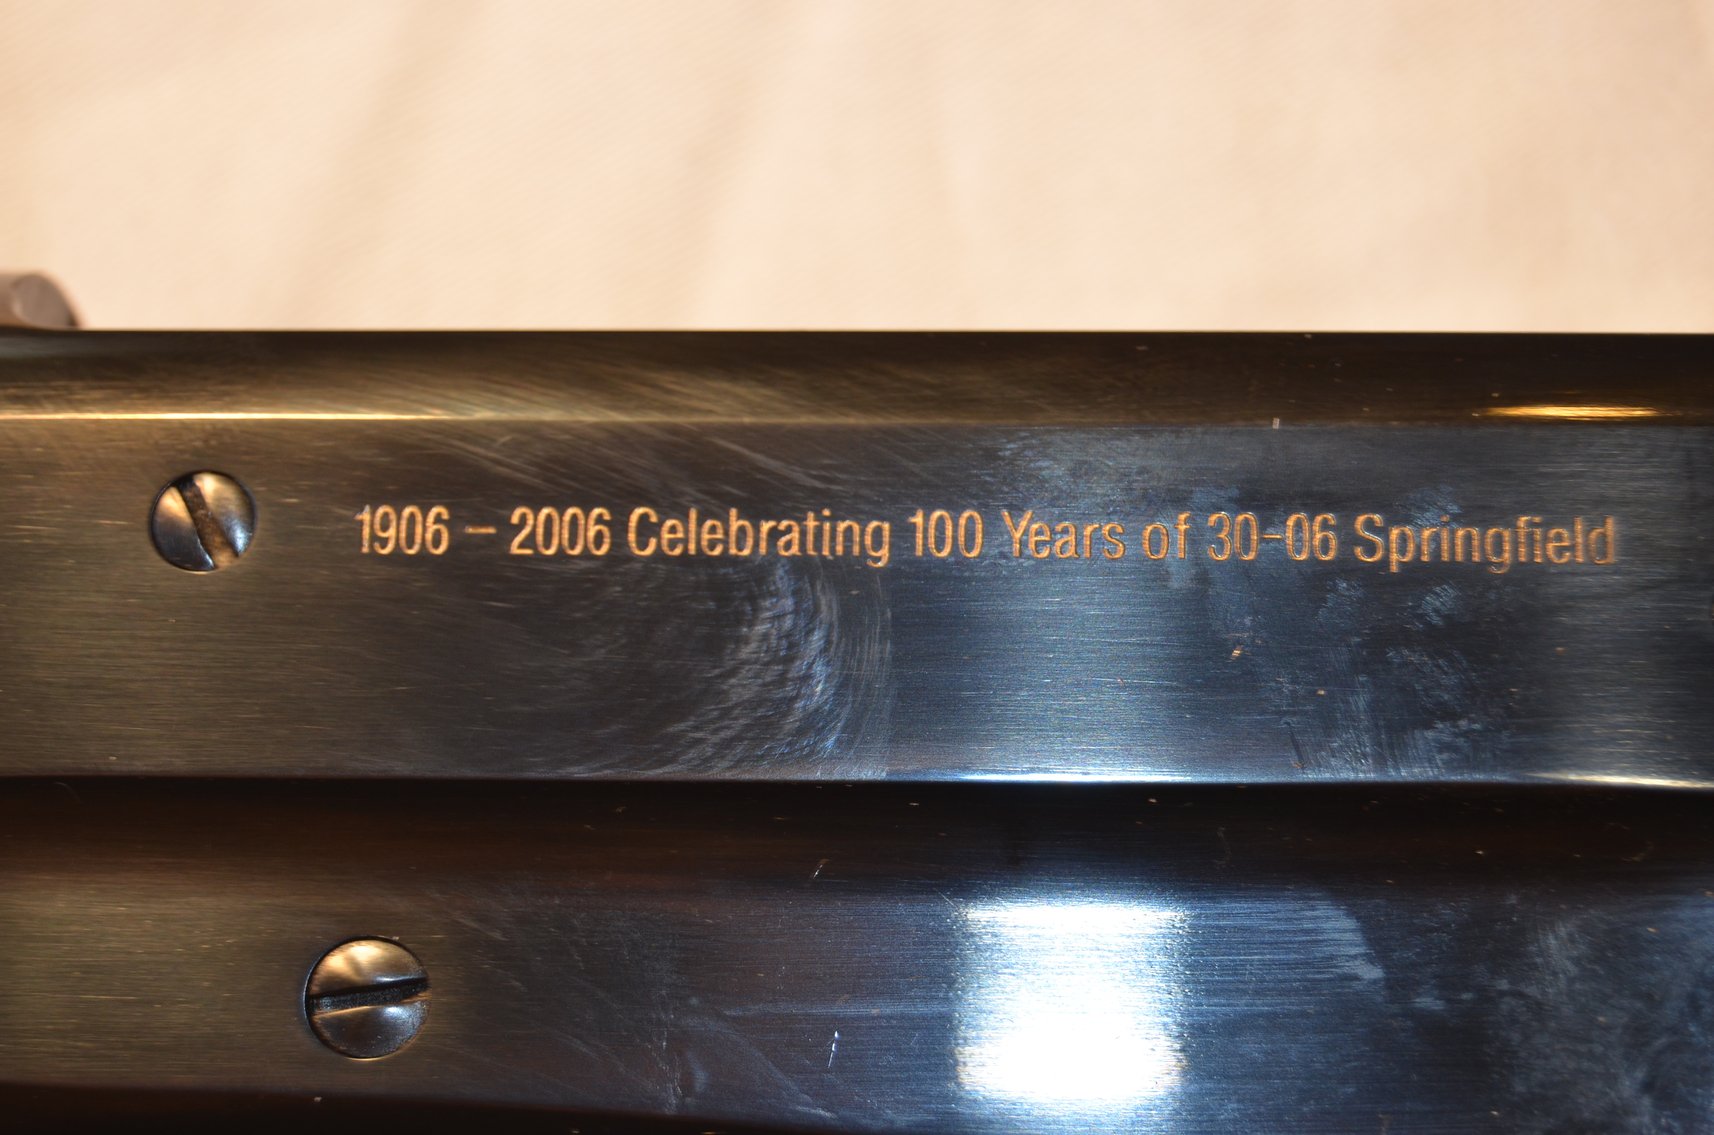 1906 – 2006 Celebrating 100 Years of 30-06 Springfield